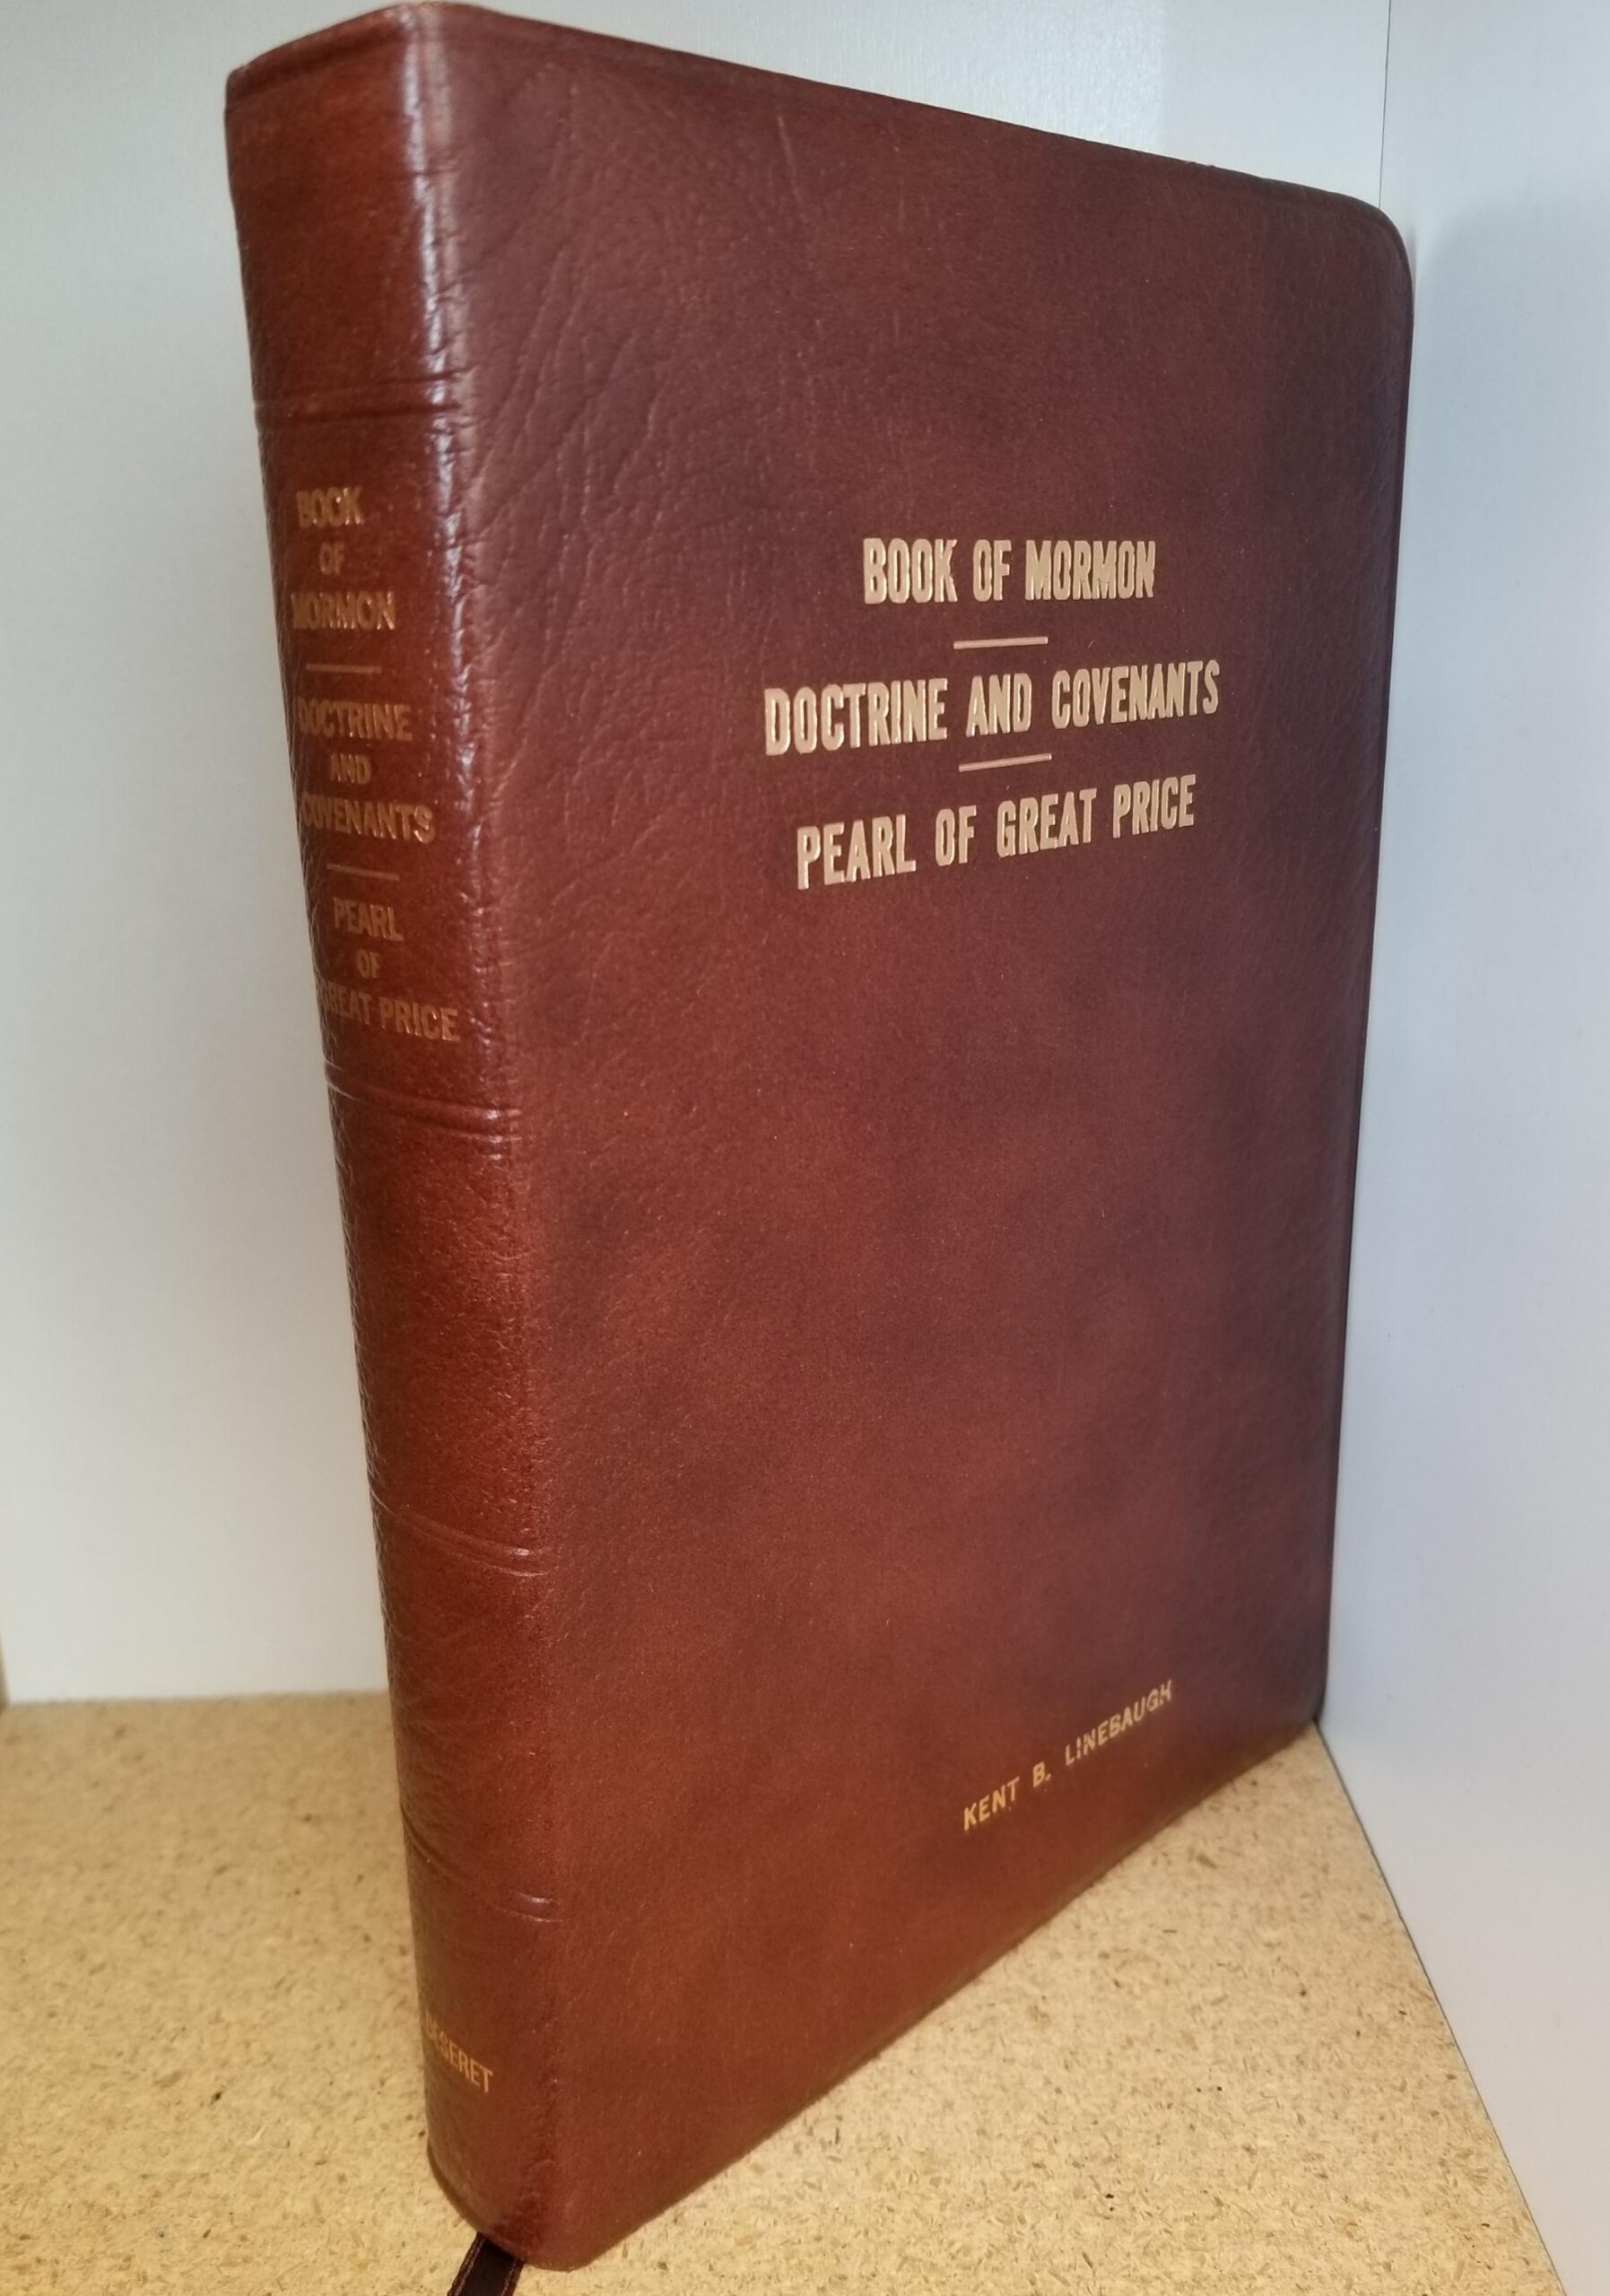 BOOK
OF
MORMON
DOCTRINE
AND
COVENANTS
PEARL
OF
GREAT PRICE
DESERET
BOOK OF MORMON
DOCTRINE AND COVENANTS
PEARL OF GREAT PRICE
KENT B. LINEBAUGH